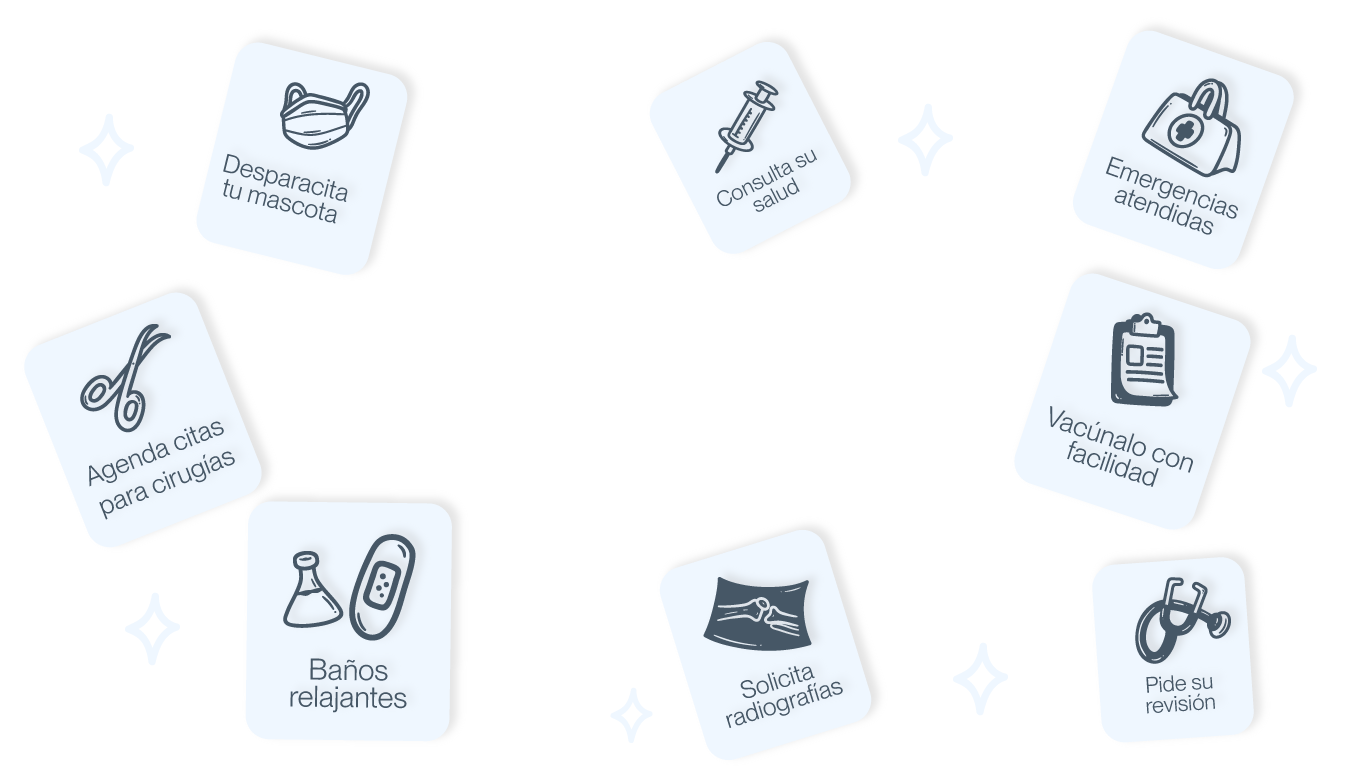 Desparacita
tu mascota
Consulta su
salud
Emergencias
atendidas
Agenda citas
para cirugías
Vacúnalo con
facilidad
Baños
relajantes
Solicita
radiografías
Pide su
revisión